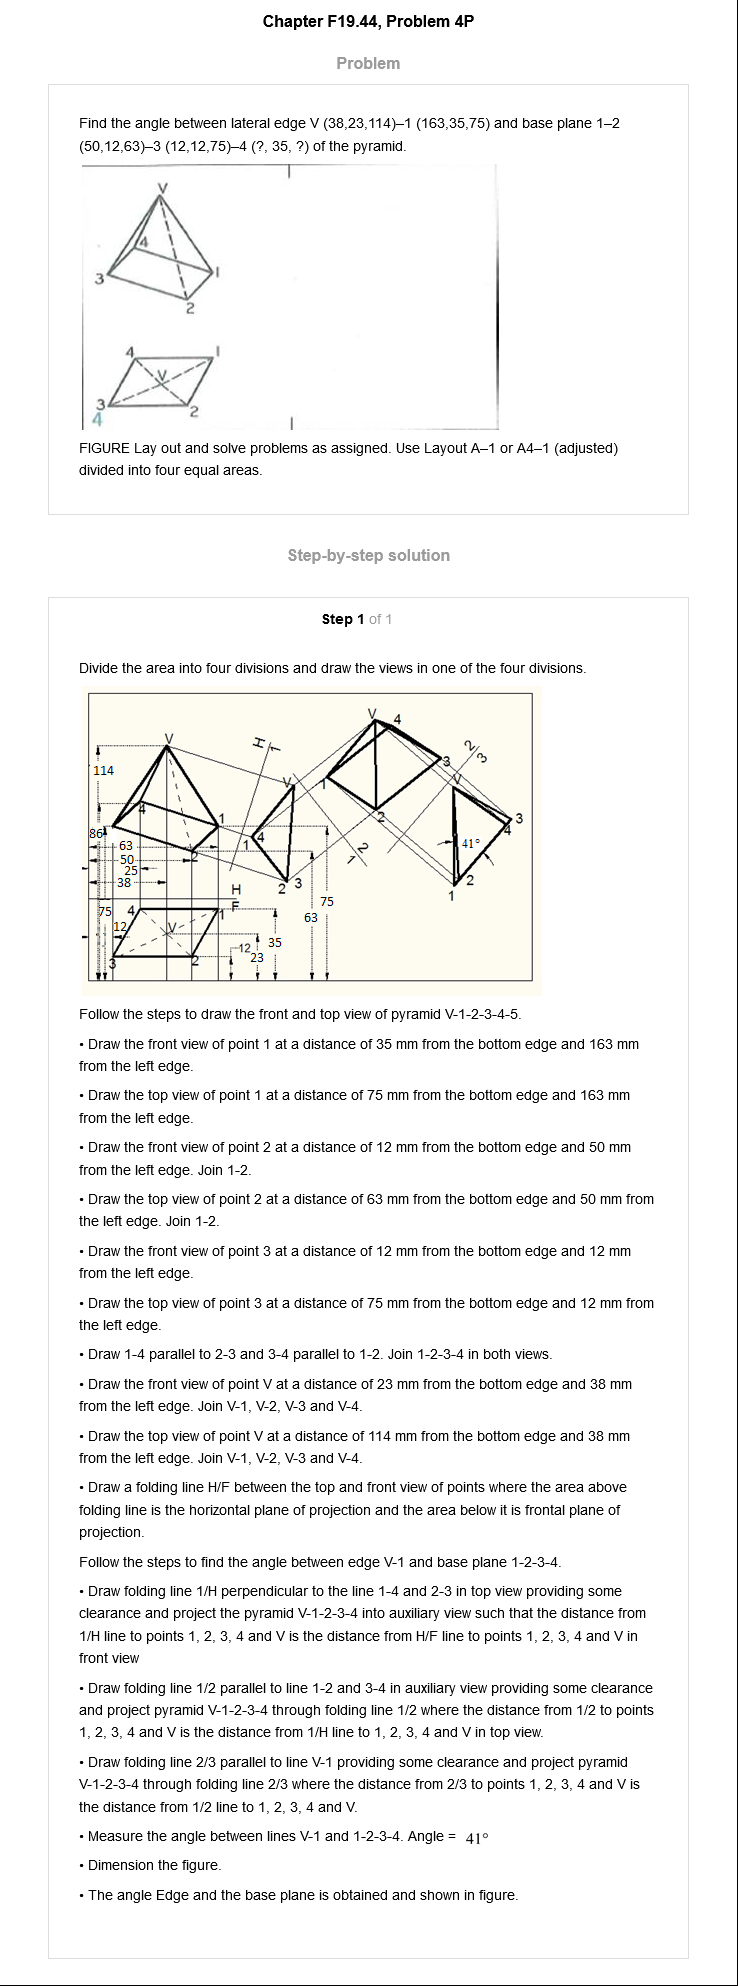 Chapter F19.44, Problem 4P
Problem
Find the angle between lateral edge V (38,23,114)–1 (163,35,75) and base plane 1–2
(50,12,63)–3 (12,12,75)–4 (?, 35, ?) of the pyramid.
V
4
3
1
2
4
1
V
3
2
4
FIGURE Lay out and solve problems as assigned. Use Layout A–1 or A4–1 (adjusted)
divided into four equal areas.
Step-by-step solution
Step 1 of 1
Divide the area into four divisions and draw the views in one of the four divisions.
V
4
V
H
1
2
3
3
114
V
V
1
4
1
2
3
86
4
1
4
41°
63
2
1
2
50
1
2
25
2 3
1
38
H
75
4
1
F
75
63
12
V
12
35
23
3
2
Follow the steps to draw the front and top view of pyramid V-1-2-3-4-5.
• Draw the front view of point 1 at a distance of 35 mm from the bottom edge and 163 mm
from the left edge.
• Draw the top view of point 1 at a distance of 75 mm from the bottom edge and 163 mm
from the left edge.
• Draw the front view of point 2 at a distance of 12 mm from the bottom edge and 50 mm
from the left edge. Join 1-2.
• Draw the top view of point 2 at a distance of 63 mm from the bottom edge and 50 mm from
the left edge. Join 1-2.
• Draw the front view of point 3 at a distance of 12 mm from the bottom edge and 12 mm
from the left edge.
• Draw the top view of point 3 at a distance of 75 mm from the bottom edge and 12 mm from
the left edge.
• Draw 1-4 parallel to 2-3 and 3-4 parallel to 1-2. Join 1-2-3-4 in both views.
• Draw the front view of point V at a distance of 23 mm from the bottom edge and 38 mm
from the left edge. Join V-1, V-2, V-3 and V-4.
• Draw the top view of point V at a distance of 114 mm from the bottom edge and 38 mm
from the left edge. Join V-1, V-2, V-3 and V-4.
• Draw a folding line H/F between the top and front view of points where the area above
folding line is the horizontal plane of projection and the area below it is frontal plane of
projection.
Follow the steps to find the angle between edge V-1 and base plane 1-2-3-4.
• Draw folding line 1/H perpendicular to the line 1-4 and 2-3 in top view providing some
clearance and project the pyramid V-1-2-3-4 into auxiliary view such that the distance from
1/H line to points 1, 2, 3, 4 and V is the distance from H/F line to points 1, 2, 3, 4 and V in
front view
• Draw folding line 1/2 parallel to line 1-2 and 3-4 in auxiliary view providing some clearance
and project pyramid V-1-2-3-4 through folding line 1/2 where the distance from 1/2 to points
1, 2, 3, 4 and V is the distance from 1/H line to 1, 2, 3, 4 and V in top view.
• Draw folding line 2/3 parallel to line V-1 providing some clearance and project pyramid
V-1-2-3-4 through folding line 2/3 where the distance from 2/3 to points 1, 2, 3, 4 and V is
the distance from 1/2 line to 1, 2, 3, 4 and V.
• Measure the angle between lines V-1 and 1-2-3-4. Angle = 41°
• Dimension the figure.
• The angle Edge and the base plane is obtained and shown in figure.